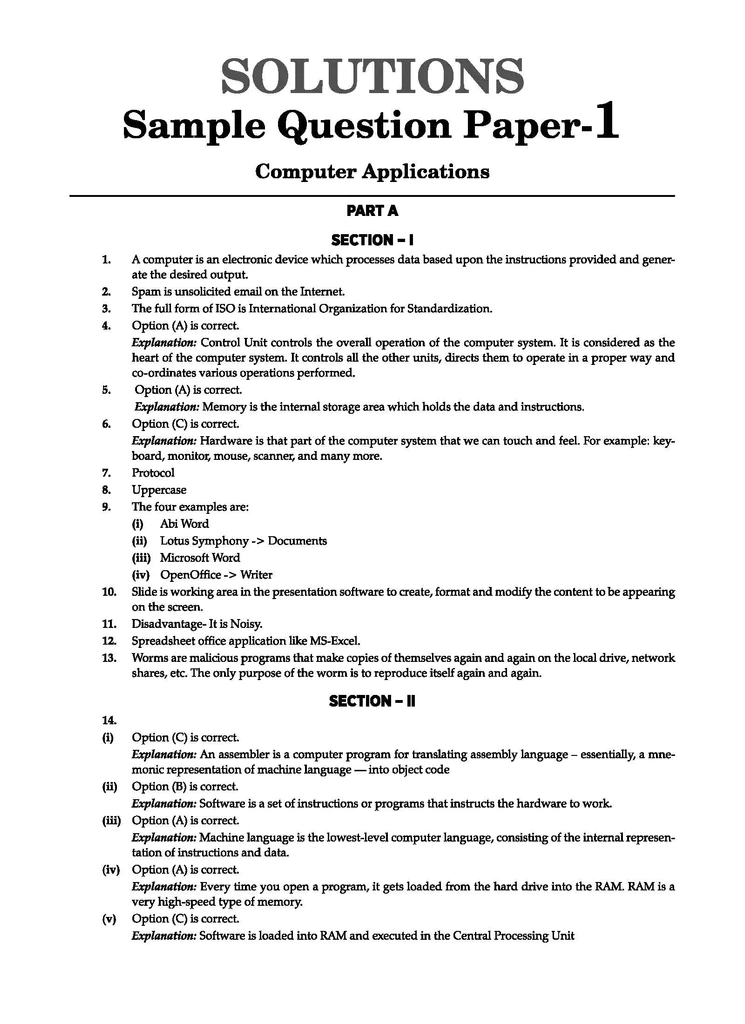 SOLUTIONS
Sample Question Paper-1
Computer Applications
PART A
SECTION – I
1. A computer is an electronic device which processes data based upon the instructions provided and gener-
ate the desired output.
2. Spam is unsolicited email on the Internet.
3. The full form of ISO is International Organization for Standardization.
4. Option (A) is correct.
Explanation: Control Unit controls the overall operation of the computer system. It is considered as the
heart of the computer system. It controls all the other units, directs them to operate in a proper way and
co-ordinates various operations performed.
5. Option (A) is correct.
Explanation: Memory is the internal storage area which holds the data and instructions.
6. Option (C) is correct.
Explanation: Hardware is that part of the computer system that we can touch and feel. For example: key-
board, monitor, mouse, scanner, and many more.
7. Protocol
8. Uppercase
9. The four examples are:
(i) Abi Word
(ii) Lotus Symphony -> Documents
(iii) Microsoft Word
(iv) OpenOffice -> Writer
10. Slide is working area in the presentation software to create, format and modify the content to be appearing
on the screen.
11. Disadvantage- It is Noisy.
12. Spreadsheet office application like MS-Excel.
13. Worms are malicious programs that make copies of themselves again and again on the local drive, network
shares, etc. The only purpose of the worm is to reproduce itself again and again.
SECTION – II
14.
(i) Option (C) is correct.
Explanation: An assembler is a computer program for translating assembly language – essentially, a mne-
monic representation of machine language — into object code
(ii) Option (B) is correct.
Explanation: Software is a set of instructions or programs that instructs the hardware to work.
(iii) Option (A) is correct.
Explanation: Machine language is the lowest-level computer language, consisting of the internal represen-
tation of instructions and data.
(iv) Option (A) is correct.
Explanation: Every time you open a program, it gets loaded from the hard drive into the RAM. RAM is a
very high-speed type of memory.
(v) Option (C) is correct.
Explanation: Software is loaded into RAM and executed in the Central Processing Unit